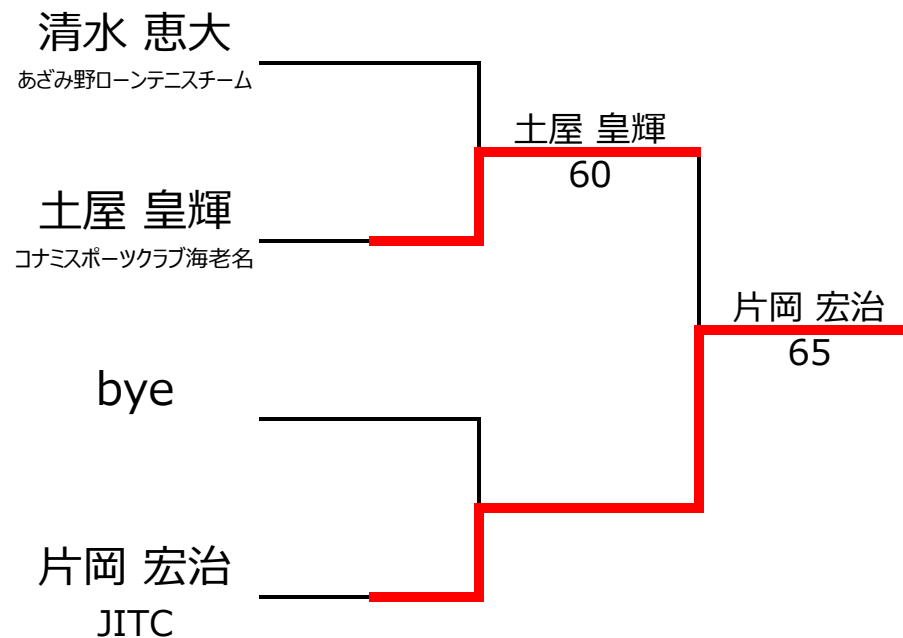 清水 恵大
あざみ野ローンテニスチーム
土屋 皇輝
60
土屋 皇輝
コナミスポーツクラブ海老名
片岡 宏治
65
bye
片岡 宏治
JITC